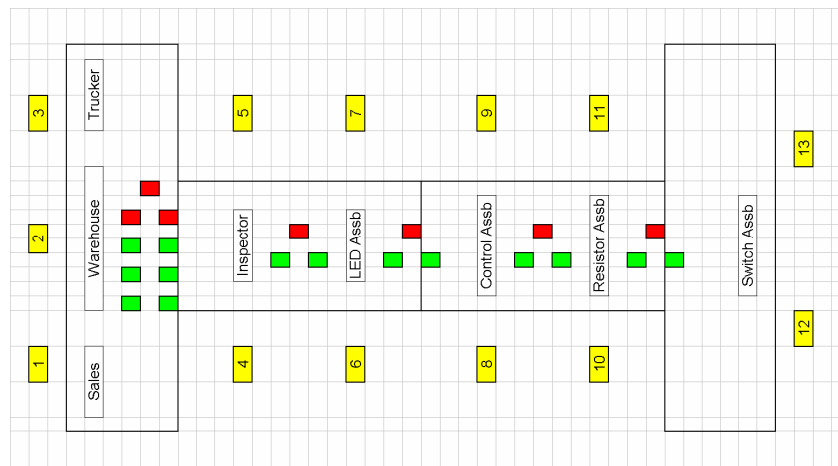 3
Trucker
5
7
9
11
13
2
Warehouse
Inspector
LED Assb
Control Assb
Resistor Assb
Switch Assb
1
Sales
4
6
8
10
12